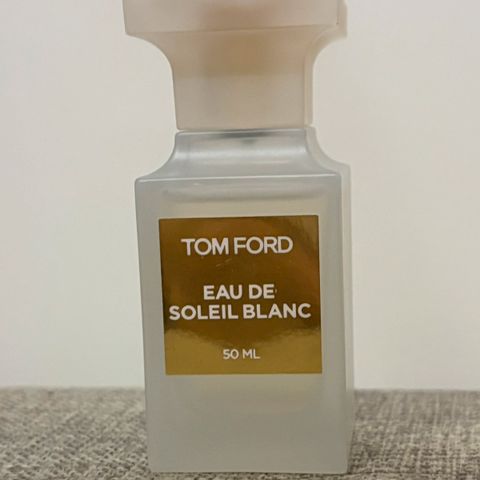 TOM FORD
EAU DE
SOLEIL BLANC
50 ML